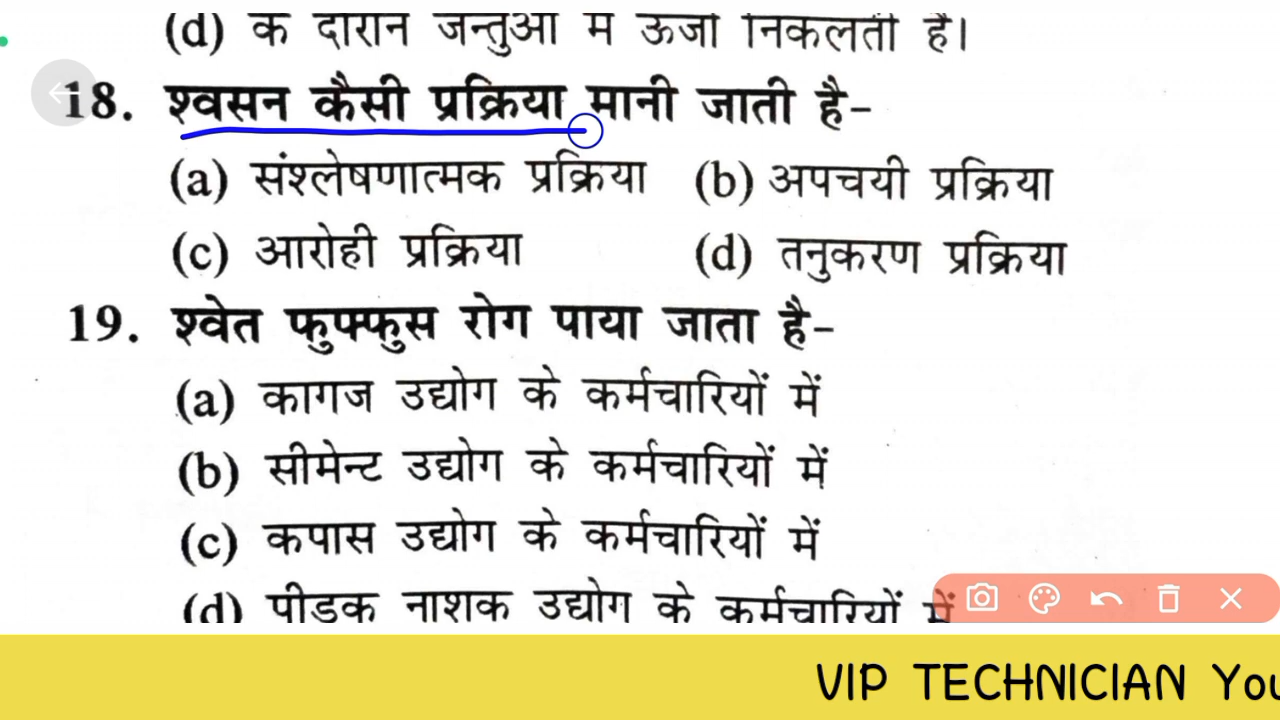 (d) के दौरान जन्तुओं में ऊर्जा निकलती है।
18. श्वसन कैसी प्रक्रिया मानी जाती है-
(a) संश्लेषणात्मक प्रक्रिया (b) अपचयी प्रक्रिया
(c) आरोही प्रक्रिया (d) तनुकरण प्रक्रिया
19. श्वेत फुफ्फुस रोग पाया जाता है-
(a) कागज उद्योग के कर्मचारियों में
(b) सीमेन्ट उद्योग के कर्मचारियों में
(c) कपास उद्योग के कर्मचारियों में
(d) पीडक नाशक उद्योग के कर्मचारियों में
VIP TECHNICIAN You